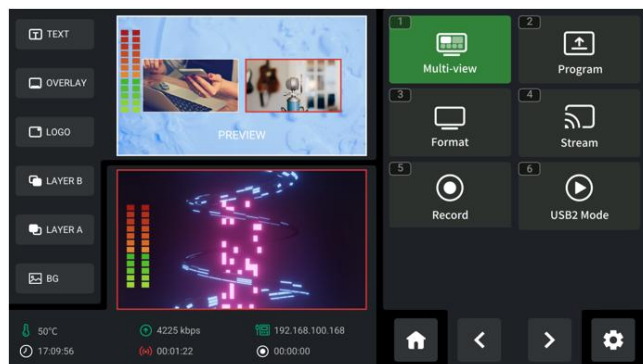 TEXT
OVERLAY
LOGO
LAYER B
LAYER A
BG
PREVIEW
1
Multi-view
2
Program
3
Format
4
Stream
5
Record
6
USB2 Mode
50°C
4225 kbps
192.168.100.168
17:09:56
00:01:22
00:00:00